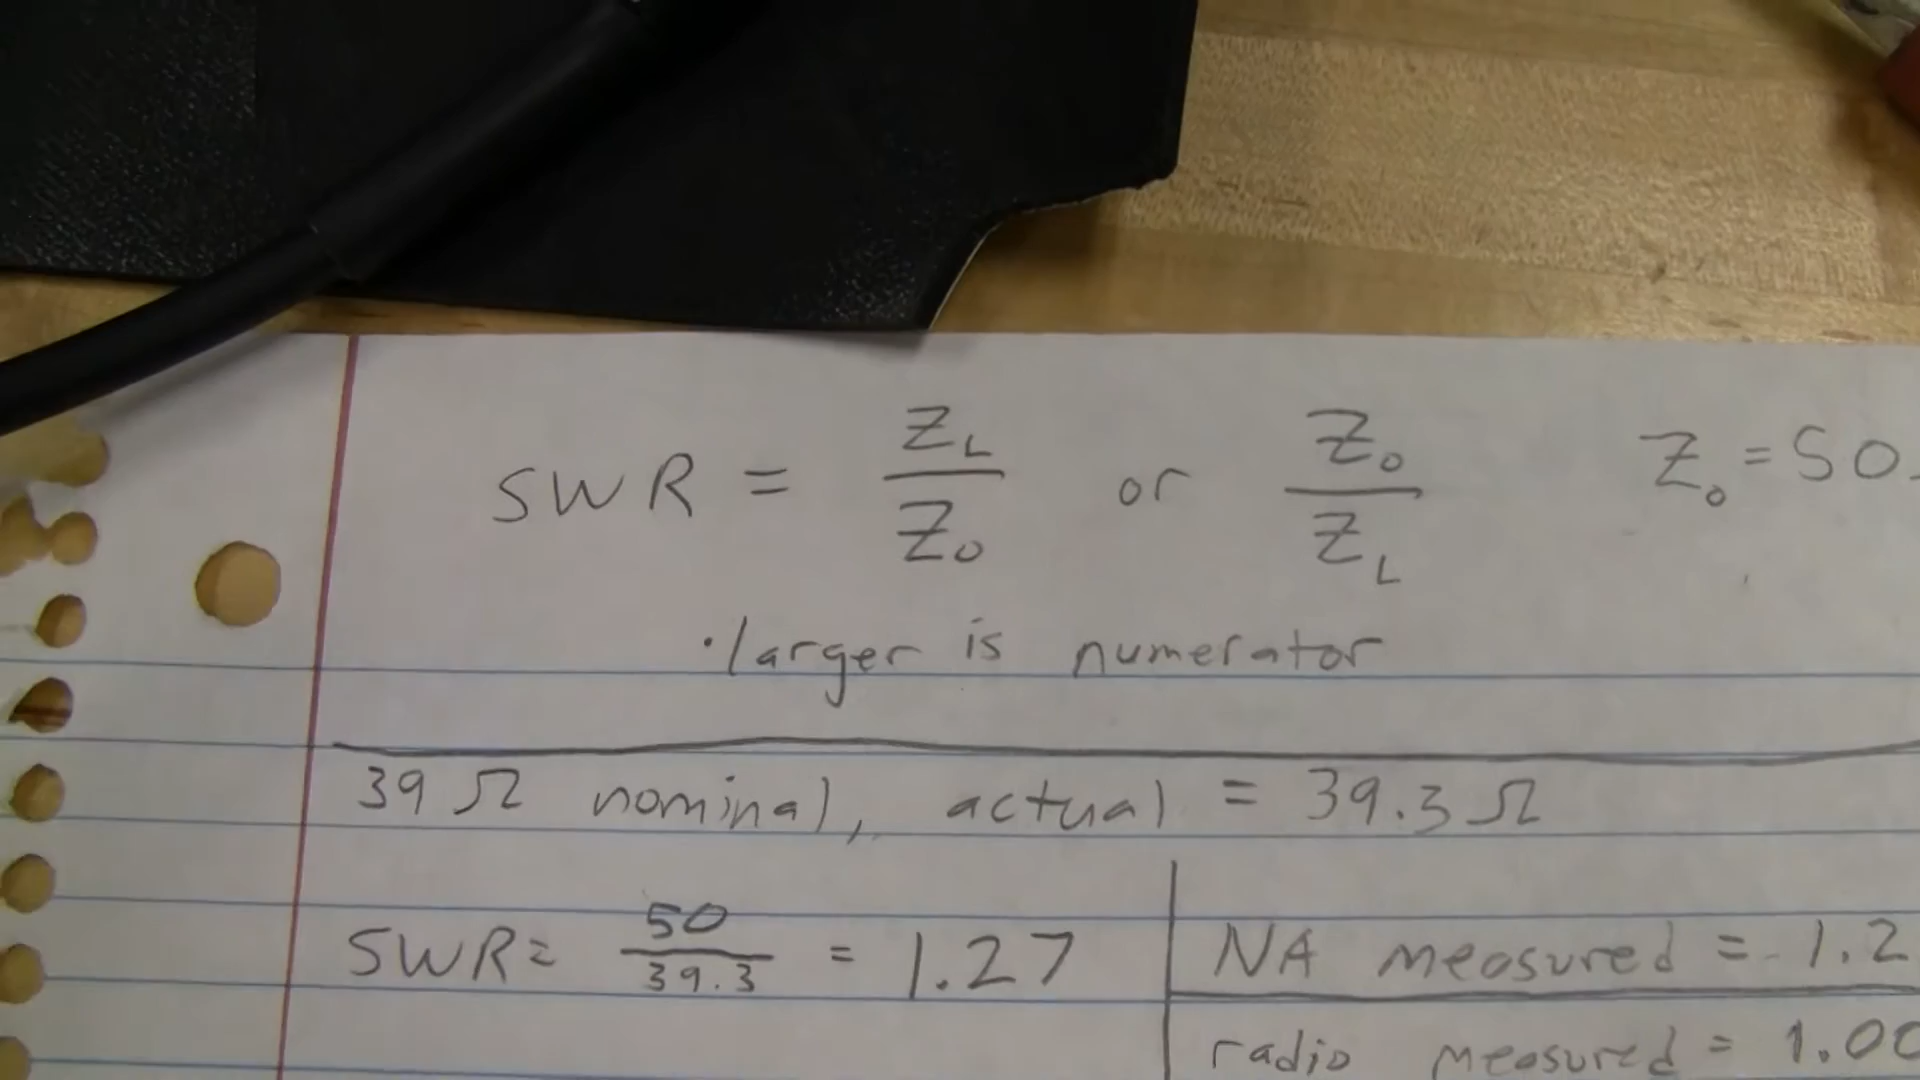 SWR = Z_L/Z_0 or Z_0/Z_L Z_0 = 50
·larger is numerator
39 Ω nominal, actual = 39.3 Ω
SWR = 50/39.3 = 1.27
NA measured = 1.2
radio measured = 1.00